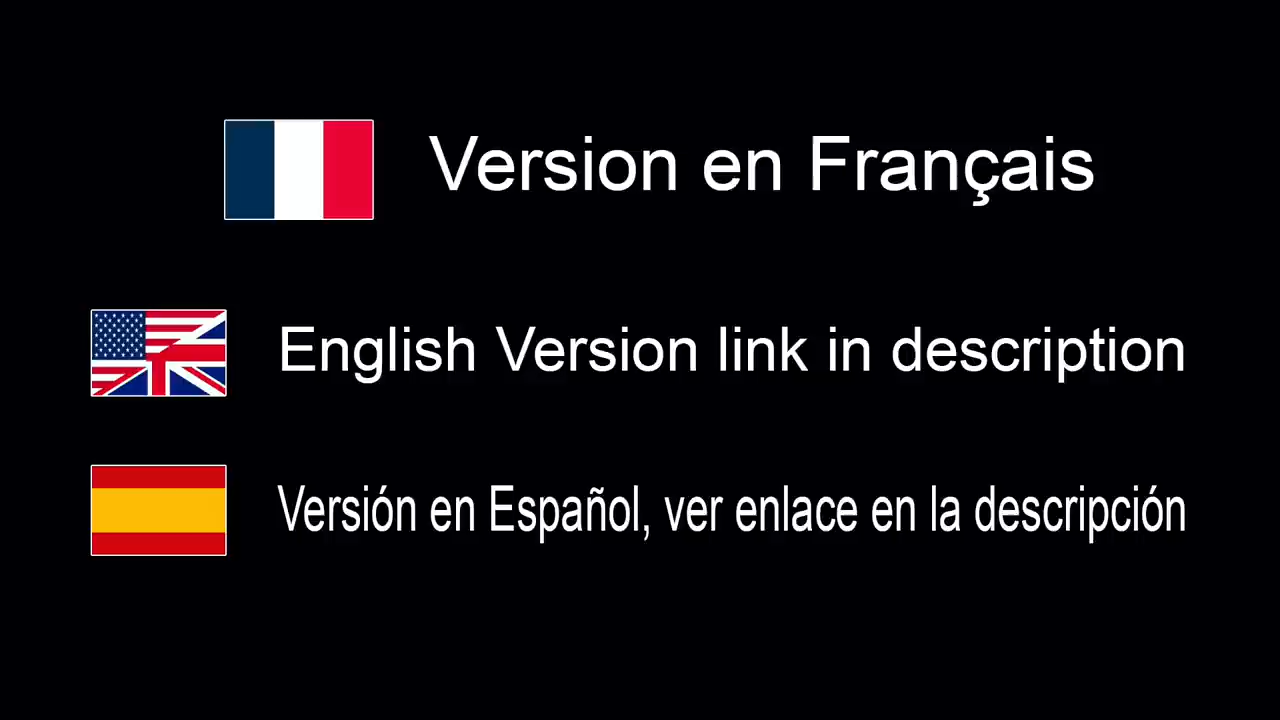 Version en Français
English Version link in description
Versión en Español, ver enlace en la descripción